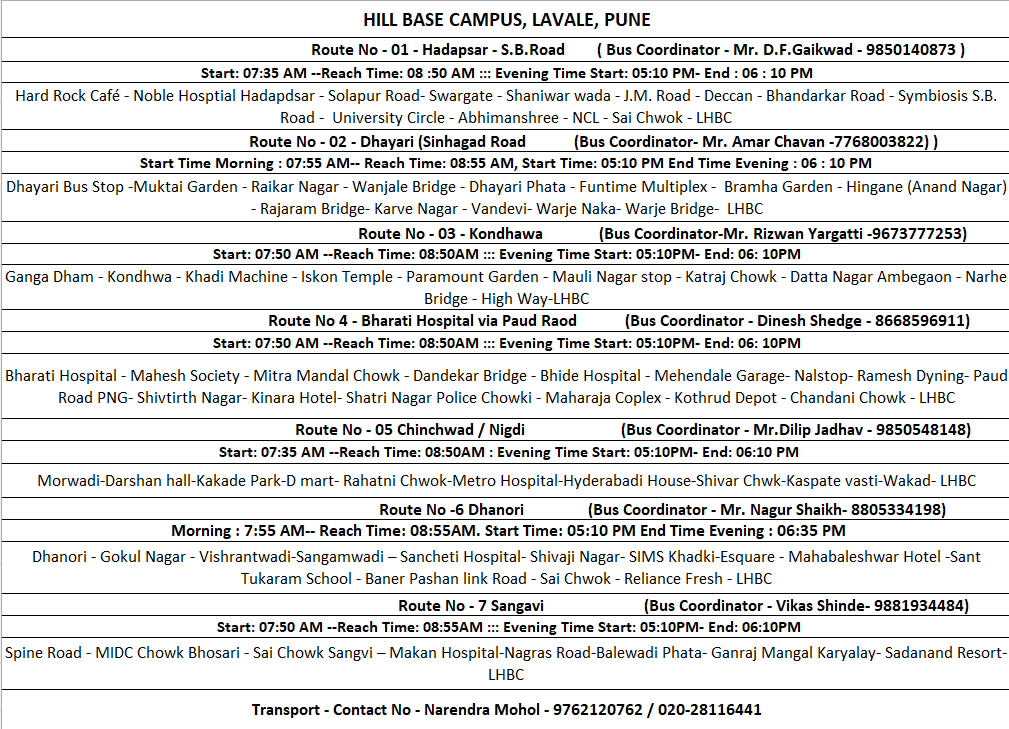 HILL BASE CAMPUS, LAVALE, PUNE
Route No - 01 - Hadapsar - S.B.Road ( Bus Coordinator - Mr. D.F.Gaikwad - 9850140873 )
Start: 07:35 AM --Reach Time: 08 :50 AM ::: Evening Time Start: 05:10 PM- End : 06 : 10 PM
Hard Rock Café - Noble Hosptial Hadapdsar - Solapur Road- Swargate - Shaniwar wada - J.M. Road - Deccan - Bhandarkar Road - Symbiosis S.B.
Road - University Circle - Abhimanshree - NCL - Sai Chwok - LHBC
Route No - 02 - Dhayari (Sinhagad Road (Bus Coordinator- Mr. Amar Chavan -7768003822) )
Start Time Morning : 07:55 AM-- Reach Time: 08:55 AM, Start Time: 05:10 PM End Time Evening : 06 : 10 PM
Dhayari Bus Stop -Muktai Garden - Raikar Nagar - Wanjale Bridge - Dhayari Phata - Funtime Multiplex - Bramha Garden - Hingane (Anand Nagar)
- Rajaram Bridge- Karve Nagar - Vandevi- Warje Naka- Warje Bridge- LHBC
Route No - 03 - Kondhawa (Bus Coordinator-Mr. Rizwan Yargatti -9673777253)
Start: 07:50 AM --Reach Time: 08:50AM ::: Evening Time Start: 05:10PM- End: 06: 10PM
Ganga Dham - Kondhwa - Khadi Machine - Iskon Temple - Paramount Garden - Mauli Nagar stop - Katraj Chowk - Datta Nagar Ambegaon - Narhe
Bridge - High Way-LHBC
Route No 4 - Bharati Hospital via Paud Raod (Bus Coordinator - Dinesh Shedge - 8668596911)
Start: 07:50 AM --Reach Time: 08:50AM ::: Evening Time Start: 05:10PM- End: 06: 10PM
Bharati Hospital - Mahesh Society - Mitra Mandal Chowk - Dandekar Bridge - Bhide Hospital - Mehendale Garage- Nalstop- Ramesh Dyning- Paud
Road PNG- Shivtirth Nagar- Kinara Hotel- Shatri Nagar Police Chowki - Maharaja Coplex - Kothrud Depot - Chandani Chowk - LHBC
Route No - 05 Chinchwad / Nigdi (Bus Coordinator - Mr.Dilip Jadhav - 9850548148)
Start: 07:35 AM --Reach Time: 08:50AM : Evening Time Start: 05:10PM- End: 06:10 PM
Morwadi-Darshan hall-Kakade Park-D mart- Rahatni Chwok-Metro Hospital-Hyderabadi House-Shivar Chwk-Kaspate vasti-Wakad- LHBC
Route No -6 Dhanori (Bus Coordinator - Mr. Nagur Shaikh- 8805334198)
Morning : 7:55 AM-- Reach Time: 08:55AM. Start Time: 05:10 PM End Time Evening : 06:35 PM
Dhanori - Gokul Nagar - Vishrantwadi-Sangamwadi – Sancheti Hospital- Shivaji Nagar- SIMS Khadki-Esquare - Mahabaleshwar Hotel -Sant
Tukaram School - Baner Pashan link Road - Sai Chwok - Reliance Fresh - LHBC
Route No - 7 Sangavi (Bus Coordinator - Vikas Shinde- 9881934484)
Start: 07:50 AM --Reach Time: 08:55AM ::: Evening Time Start: 05:10PM- End: 06:10PM
Spine Road - MIDC Chowk Bhosari - Sai Chowk Sangvi – Makan Hospital-Nagras Road-Balewadi Phata- Ganraj Mangal Karyalay- Sadanand Resort-
LHBC
Transport - Contact No - Narendra Mohol - 9762120762 / 020-28116441